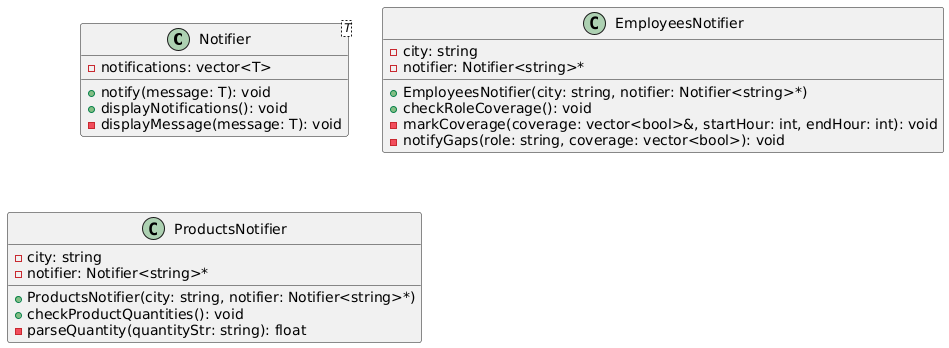 C Notifier T
notifications: vector<T>
notify(message: T): void
displayNotifications(): void
displayMessage(message: T): void
C EmployeesNotifier
city: string
notifier: Notifier<string>*
EmployeesNotifier(city: string, notifier: Notifier<string>*)
checkRoleCoverage(): void
markCoverage(coverage: vector<bool>&, startHour: int, endHour: int): void
notifyGaps(role: string, coverage: vector<bool>): void
C ProductsNotifier
city: string
notifier: Notifier<string>*
ProductsNotifier(city: string, notifier: Notifier<string>*)
checkProductQuantities(): void
parseQuantity(quantityStr: string): float